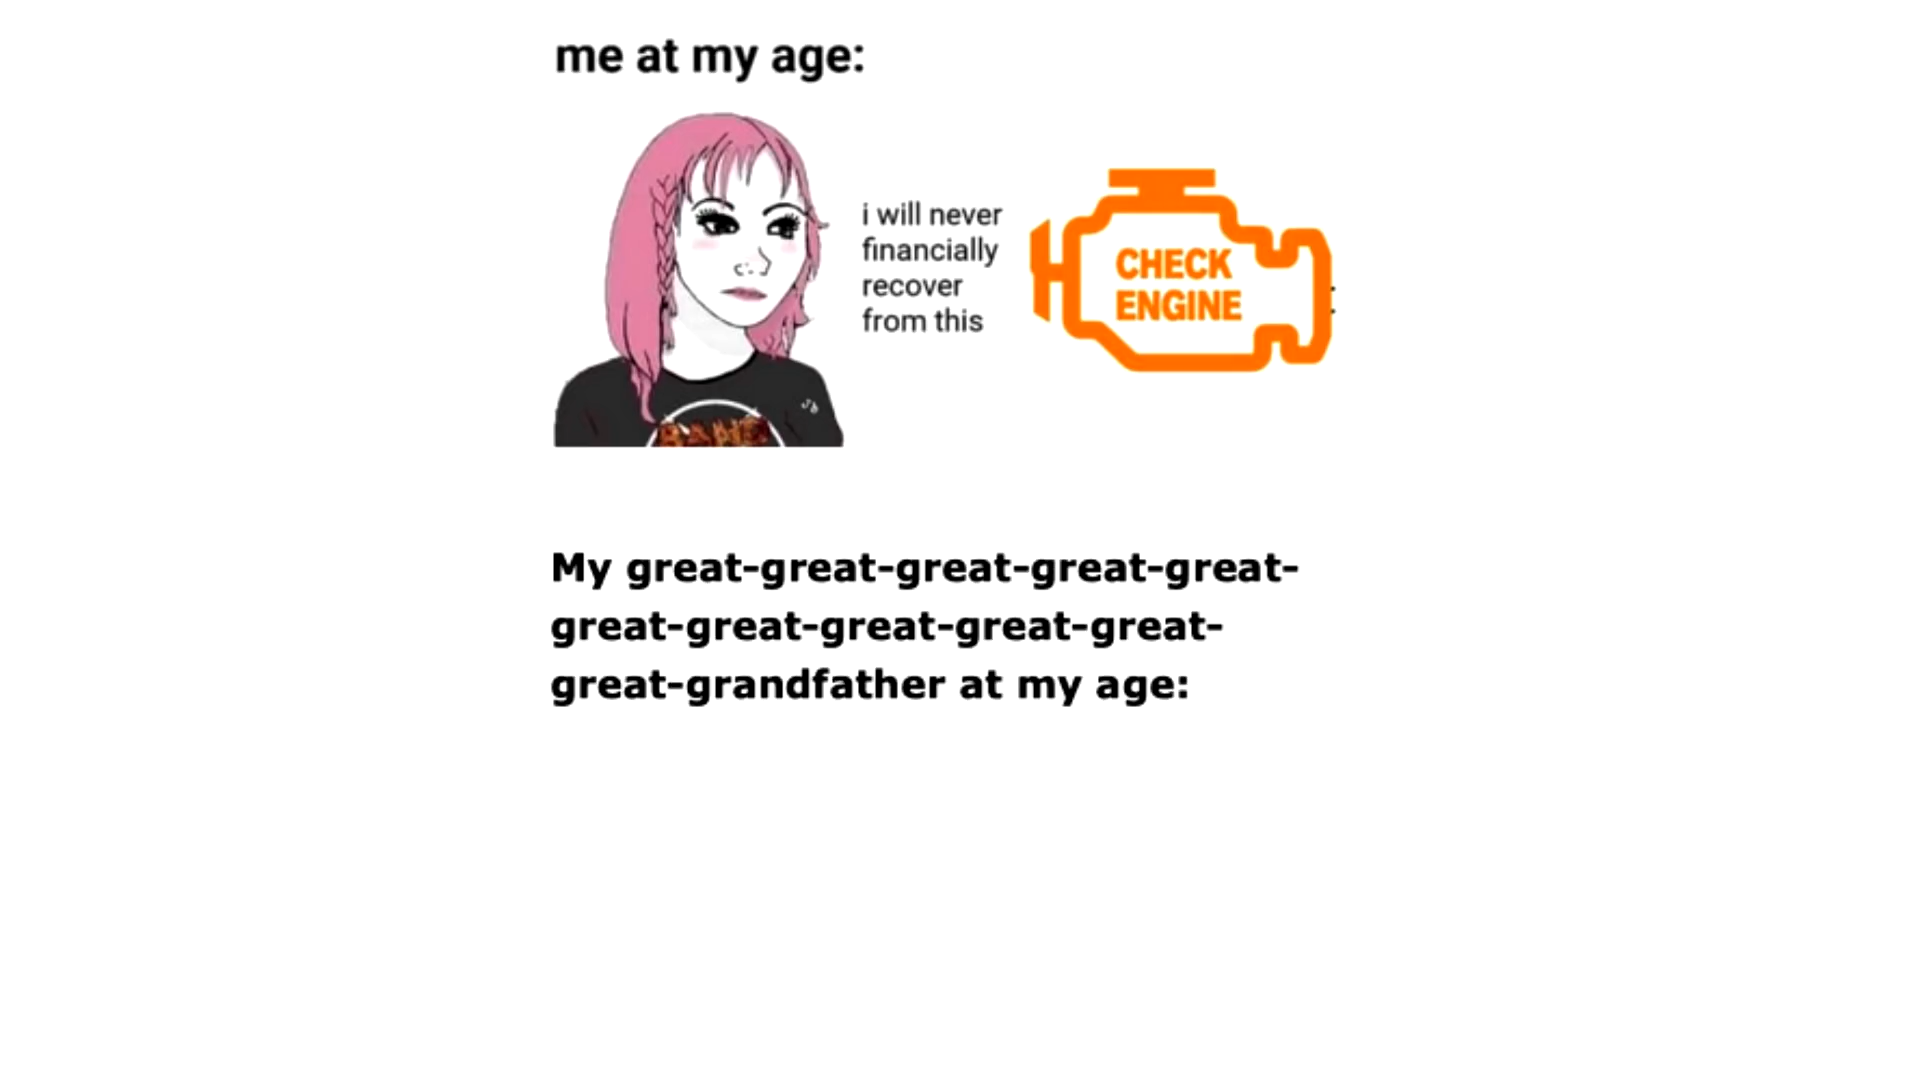 me at my age:
i will never
financially
recover
from this
CHECK
ENGINE
My great-great-great-great-great-
great-great-great-great-great-
great-grandfather at my age: